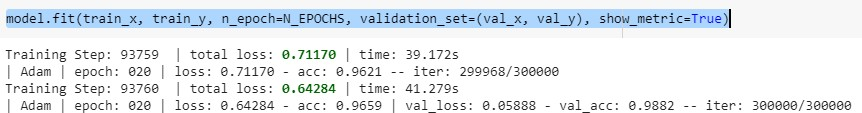 model.fit(train_x, train_y, n_epoch=N_EPOCHS, validation_set=(val_x, val_y), show_metric=True)
Training Step: 93759  | total loss: 0.71170 | time: 39.172s
| Adam | epoch: 020 | loss: 0.71170 - acc: 0.9621 -- iter: 299968/300000
Training Step: 93760  | total loss: 0.64284 | time: 41.279s
| Adam | epoch: 020 | loss: 0.64284 - acc: 0.9659 | val_loss: 0.05888 - val_acc: 0.9882 -- iter: 300000/300000